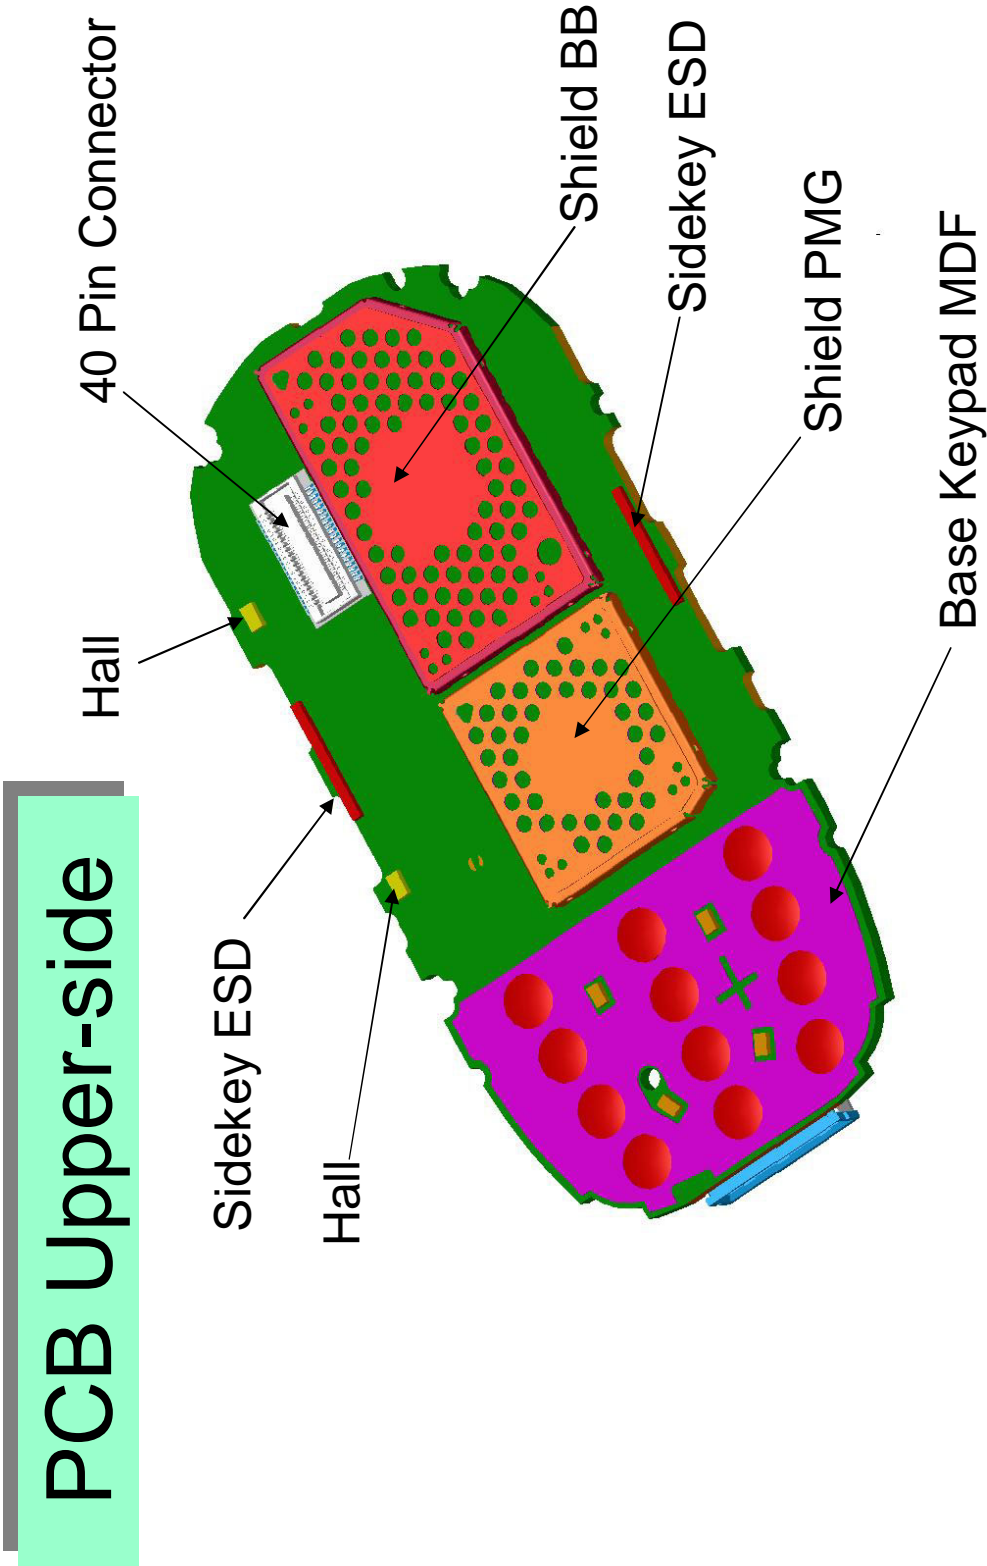 PCB Upper-side
Sidekey ESD
Hall
Hall
40 Pin Connector
Shield BB
Sidekey ESD
Shield PMG
Base Keypad MDF